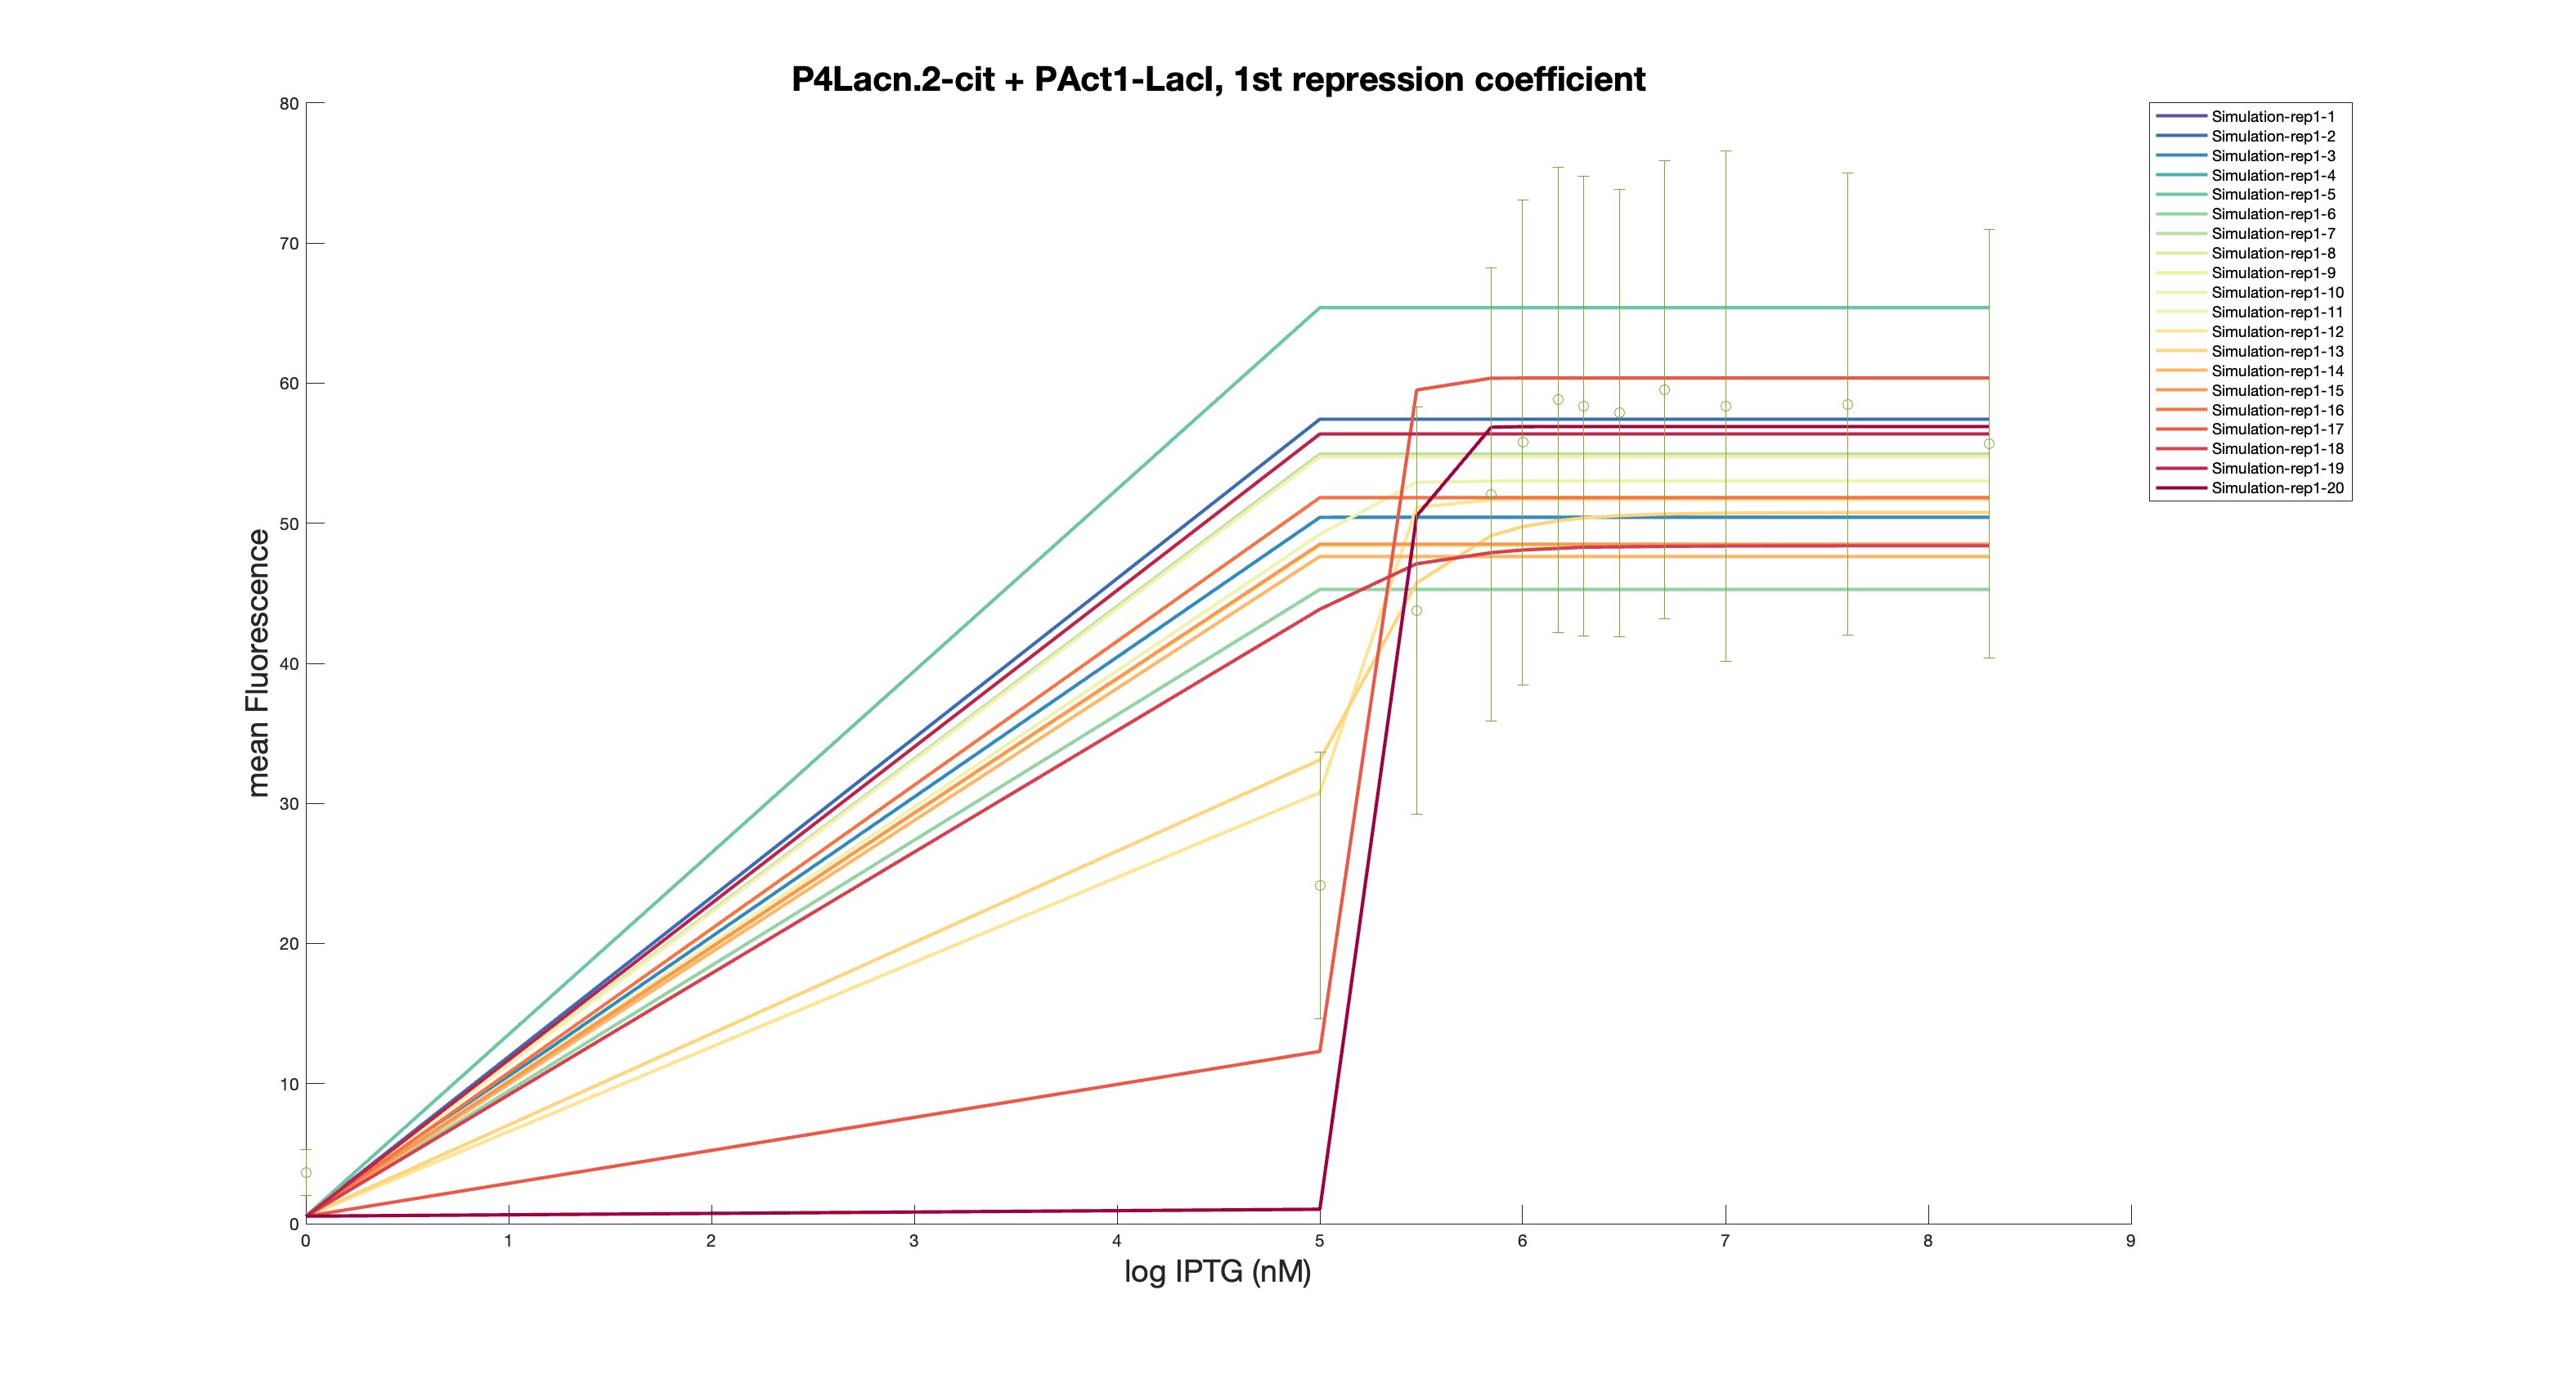 P4Lacn.2-cit + PAct1-LacI, 1st repression coefficient
80
70
60
50
40
30
20
10
0
mean Fluorescence
0 1 2 3 4 5 6 7 8 9
log IPTG (nM)
Simulation-rep1-1
Simulation-rep1-2
Simulation-rep1-3
Simulation-rep1-4
Simulation-rep1-5
Simulation-rep1-6
Simulation-rep1-7
Simulation-rep1-8
Simulation-rep1-9
Simulation-rep1-10
Simulation-rep1-11
Simulation-rep1-12
Simulation-rep1-13
Simulation-rep1-14
Simulation-rep1-15
Simulation-rep1-16
Simulation-rep1-17
Simulation-rep1-18
Simulation-rep1-19
Simulation-rep1-20